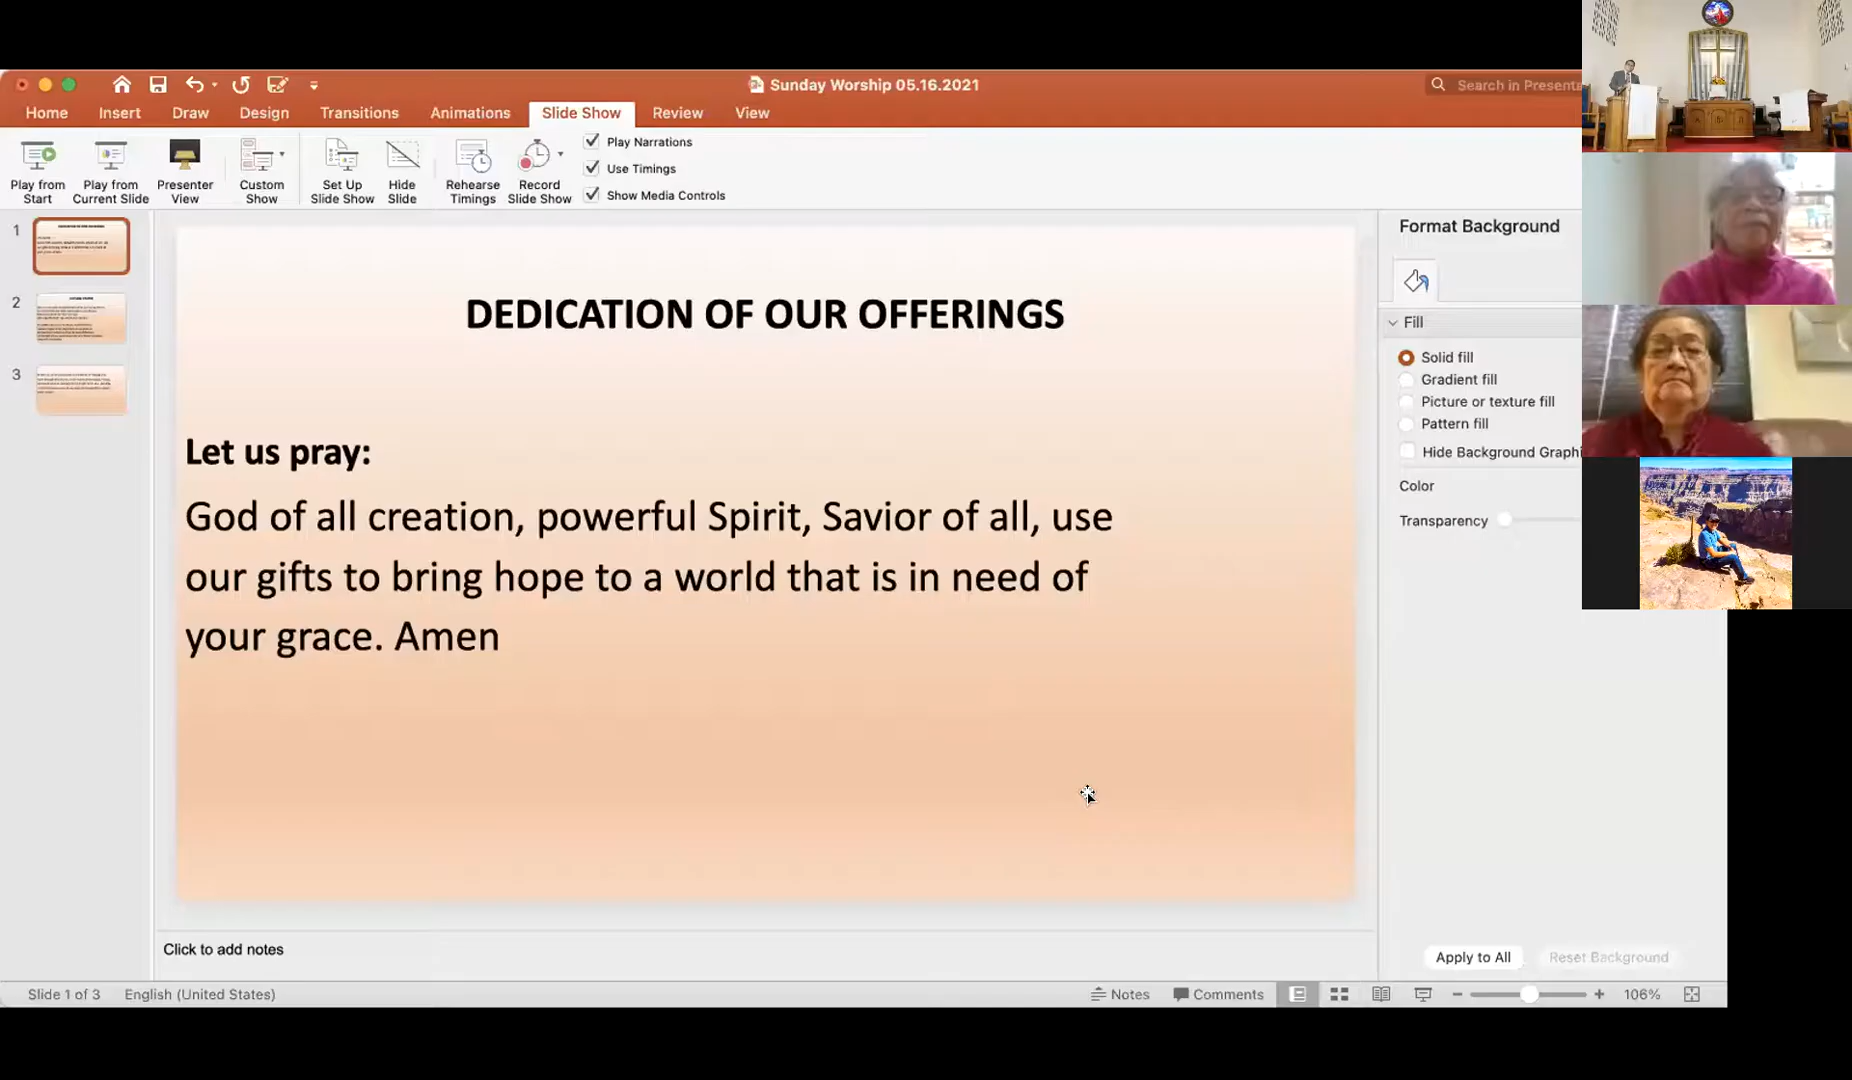 Sunday Worship 05.16.2021
Search in Presenta
Home Insert Draw Design Transitions Animations Slide Show Review View
Play from Start
Play from Current Slide
Presenter View
Custom Show
Set Up Slide Show
Hide Slide
Rehearse Timings
Record Slide Show
Play Narrations
Use Timings
Show Media Controls
1
2
3
DEDICATION OF OUR OFFERINGS
Let us pray:
God of all creation, powerful Spirit, Savior of all, use
our gifts to bring hope to a world that is in need of
your grace. Amen
Format Background
Fill
Solid fill
Gradient fill
Picture or texture fill
Pattern fill
Hide Background Graphi
Color
Transparency
Apply to All Reset Background
Click to add notes
Slide 1 of 3 English (United States) Notes Comments 106%